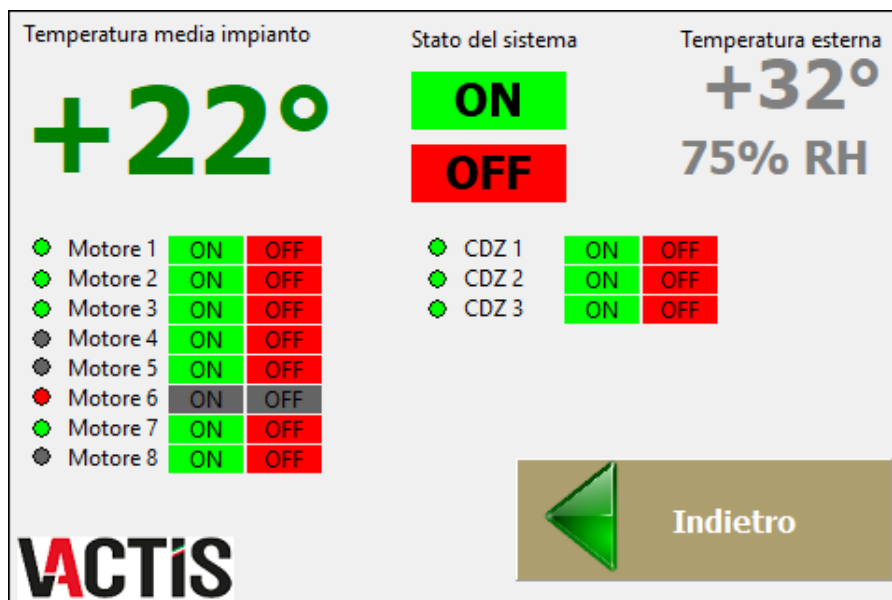 Temperatura media impianto
+22°
Stato del sistema
ON
OFF
Temperatura esterna
+32°
75% RH
Motore 1 ON OFF
Motore 2 ON OFF
Motore 3 ON OFF
Motore 4 ON OFF
Motore 5 ON OFF
Motore 6 ON OFF
Motore 7 ON OFF
Motore 8 ON OFF
CDZ 1 ON OFF
CDZ 2 ON OFF
CDZ 3 ON OFF
Indietro
VACTiS